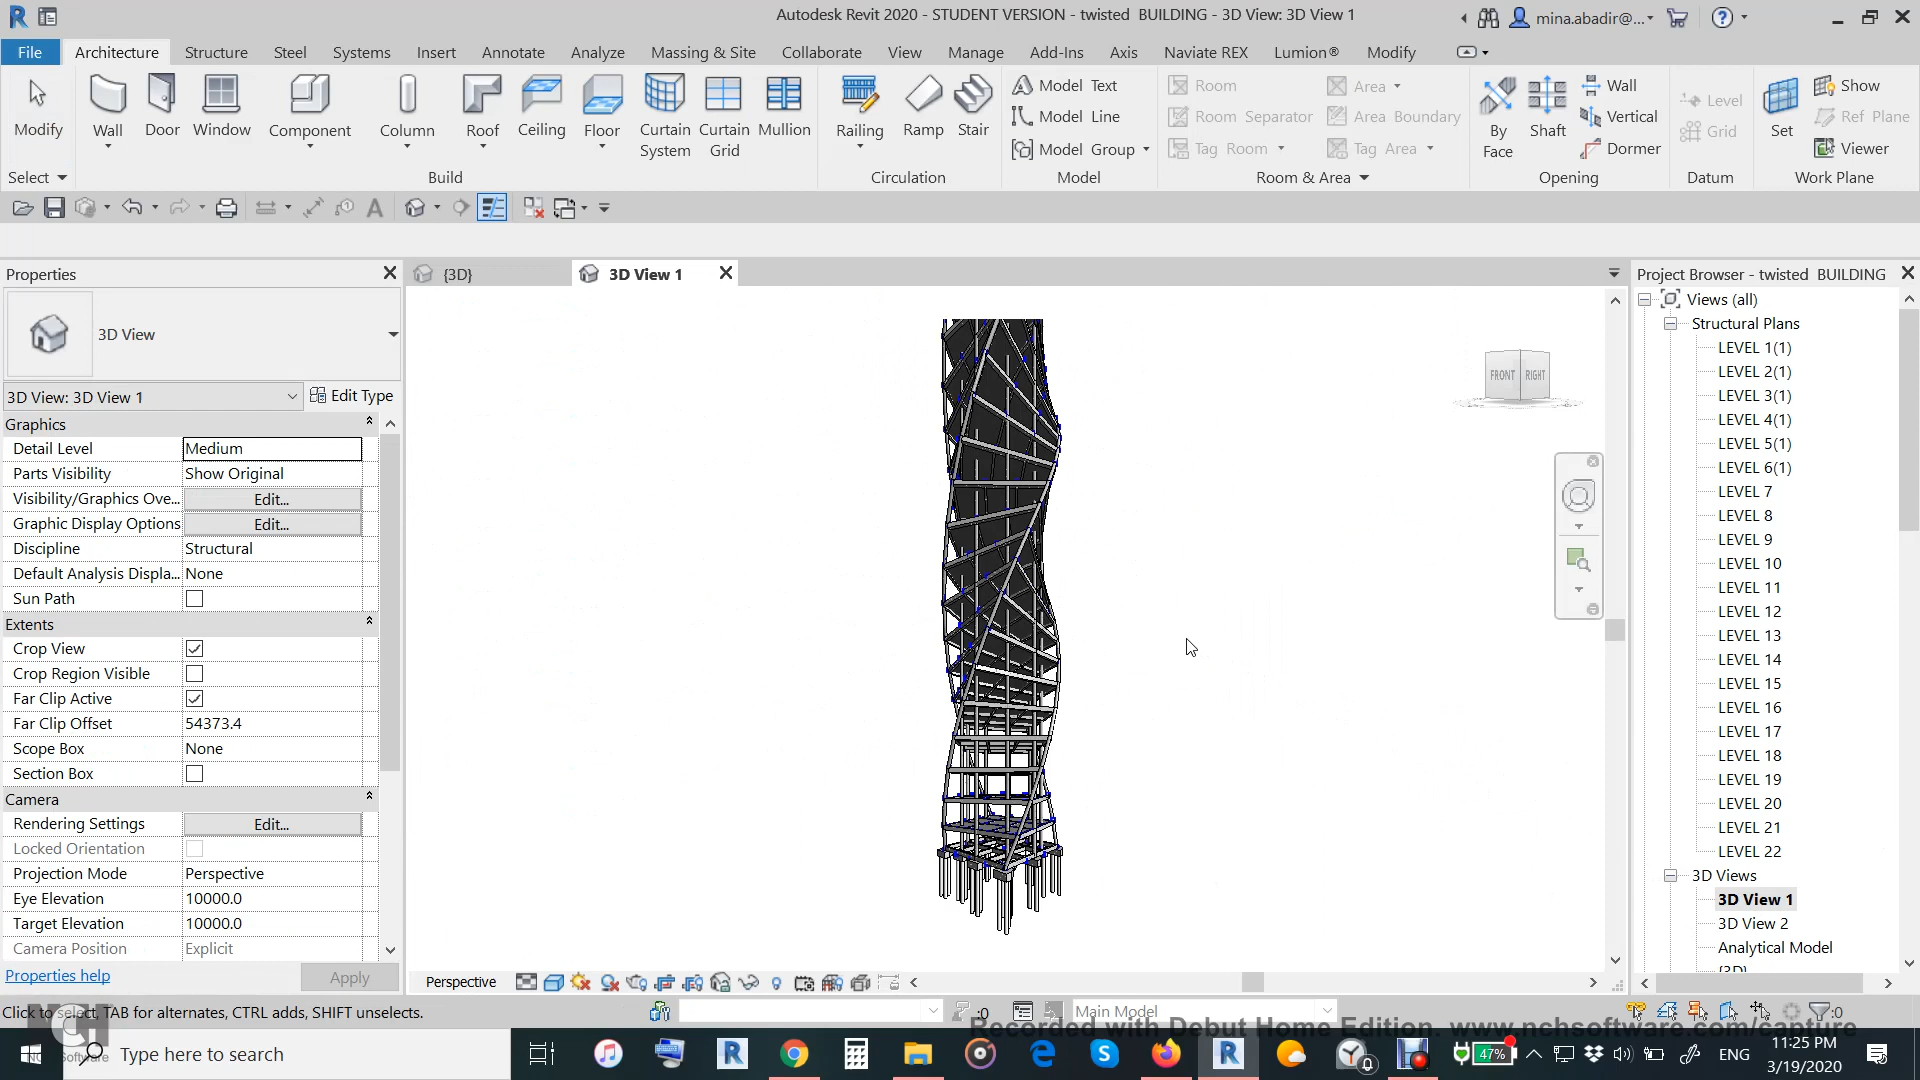 Autodesk Revit 2020 - STUDENT VERSION - twisted BUILDING - 3D View: 3D View 1
mina.abadir@...
File Architecture Structure Steel Systems Insert Annotate Analyze Massing & Site Collaborate View Manage Add-Ins Axis Naviate REX Lumion® Modify
Modify Wall Door Window Component Column Roof Ceiling Floor Curtain System Curtain Grid Mullion Railing Ramp Stair
Model Text
Model Line
Model Group
Room
Room Separator
Tag Room
Area
Area Boundary
Tag Area
By Face
Shaft
Wall
Vertical
Dormer
Level
Grid
Set
Show
Ref Plane
Viewer
Select Build Circulation Model Room & Area Opening Datum Work Plane
Properties
{3D}
3D View 1
Project Browser - twisted BUILDING
3D View
3D View: 3D View 1
Edit Type
Graphics
Detail Level Medium
Parts Visibility Show Original
Visibility/Graphics Ove... Edit...
Graphic Display Options Edit...
Discipline Structural
Default Analysis Displa... None
Sun Path
Extents
Crop View
Crop Region Visible
Far Clip Active
Far Clip Offset 54373.4
Scope Box None
Section Box
Camera
Rendering Settings Edit...
Locked Orientation
Projection Mode Perspective
Eye Elevation 10000.0
Target Elevation 10000.0
Camera Position Explicit
Properties help
Apply
FRONT RIGHT
Perspective
Views (all)
Structural Plans
LEVEL 1(1)
LEVEL 2(1)
LEVEL 3(1)
LEVEL 4(1)
LEVEL 5(1)
LEVEL 6(1)
LEVEL 7
LEVEL 8
LEVEL 9
LEVEL 10
LEVEL 11
LEVEL 12
LEVEL 13
LEVEL 14
LEVEL 15
LEVEL 16
LEVEL 17
LEVEL 18
LEVEL 19
LEVEL 20
LEVEL 21
LEVEL 22
3D Views
3D View 1
3D View 2
Analytical Model
{3D}
Click to select, TAB for alternates, CTRL adds, SHIFT unselects.
:0
Main Model
:0
NCH
NCH Software
Recorded with Debut Home Edition. www.nchsoftware.com/capture
Type here to search
47%
ENG
11:25 PM
3/19/2020